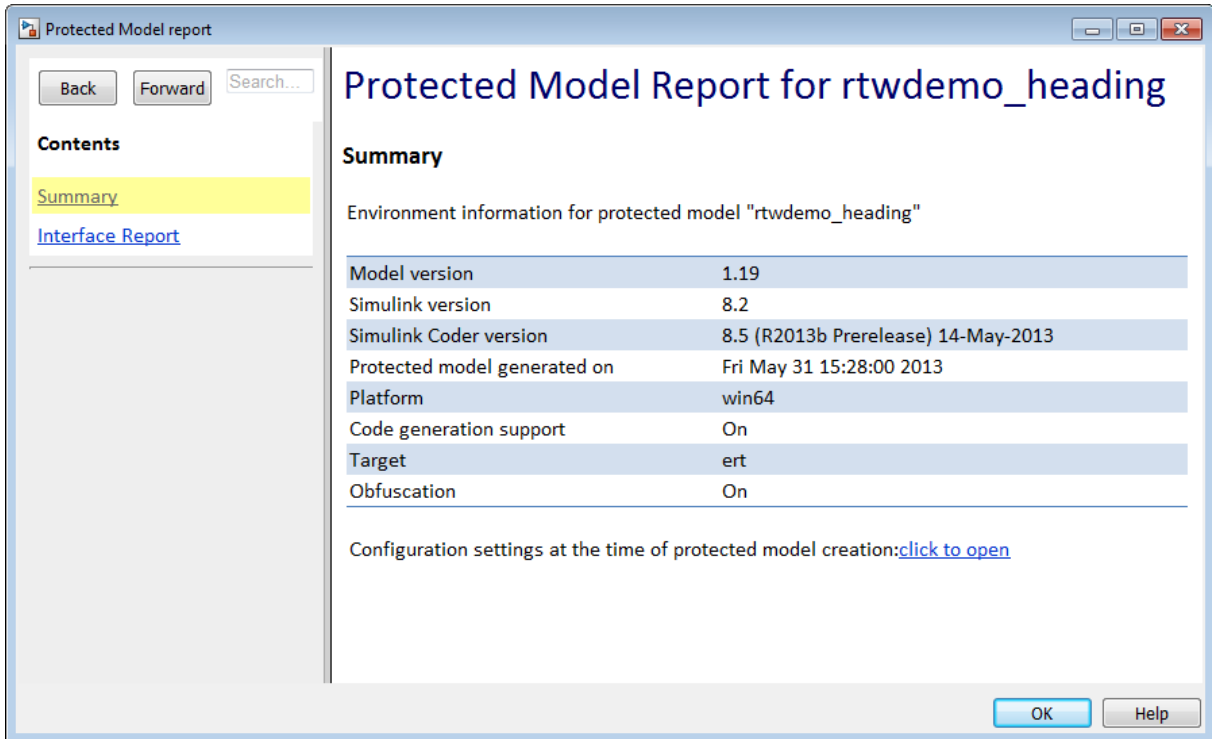 Protected Model report
Back Forward Search...
Contents
Summary
Interface Report
Protected Model Report for rtwdemo_heading
Summary
Environment information for protected model "rtwdemo_heading"
Model version 1.19
Simulink version 8.2
Simulink Coder version 8.5 (R2013b Prerelease) 14-May-2013
Protected model generated on Fri May 31 15:28:00 2013
Platform win64
Code generation support On
Target ert
Obfuscation On
Configuration settings at the time of protected model creation:click to open
OK Help